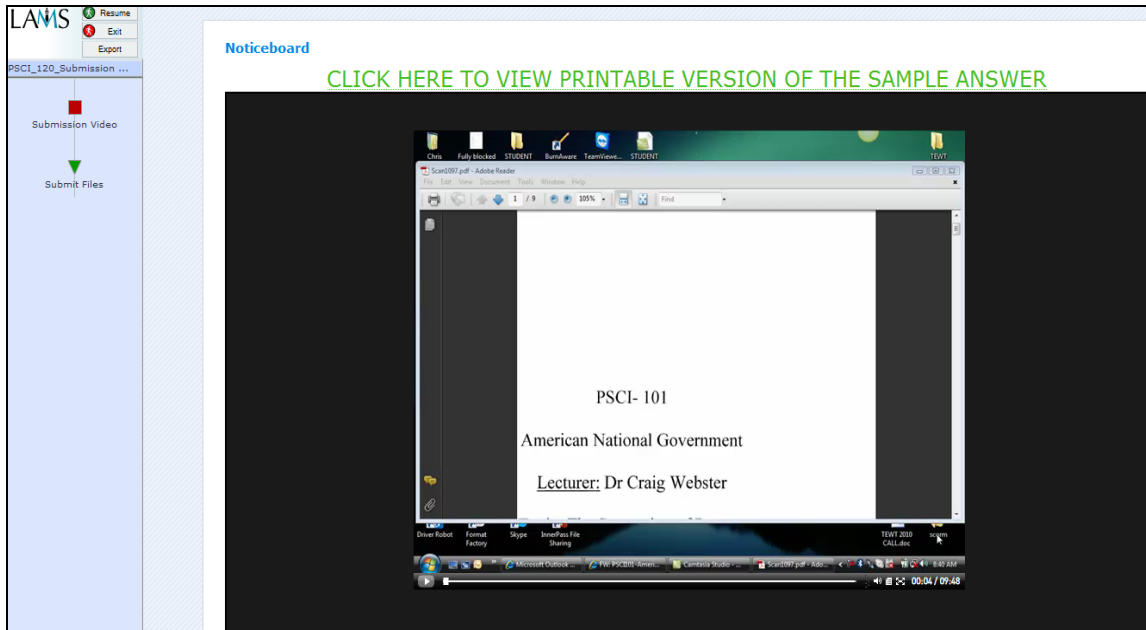 LAMS
Resume
Exit
Export
PSCI_120_Submission ...
Submission Video
Submit Files
Noticeboard
CLICK HERE TO VIEW PRINTABLE VERSION OF THE SAMPLE ANSWER
Chris Fully blocked STUDENT BurnAware TeamViewe... STUDENT TEWT
Scan1097.pdf - Adobe Reader
File Edit View Document Tools Window Help
1 / 9 105% Find
PSCI- 101
American National Government
Lecturer: Dr Craig Webster
Driver Robot Format Factory Skype InnerPass File Sharing TEWT 2010 CALL.doc scorm
Microsoft Outlook ... FW: PSCI101-Amen... Camtasia Studio - ... Scan1097.pdf - Ado... 8:40 AM
00:04 / 09:48